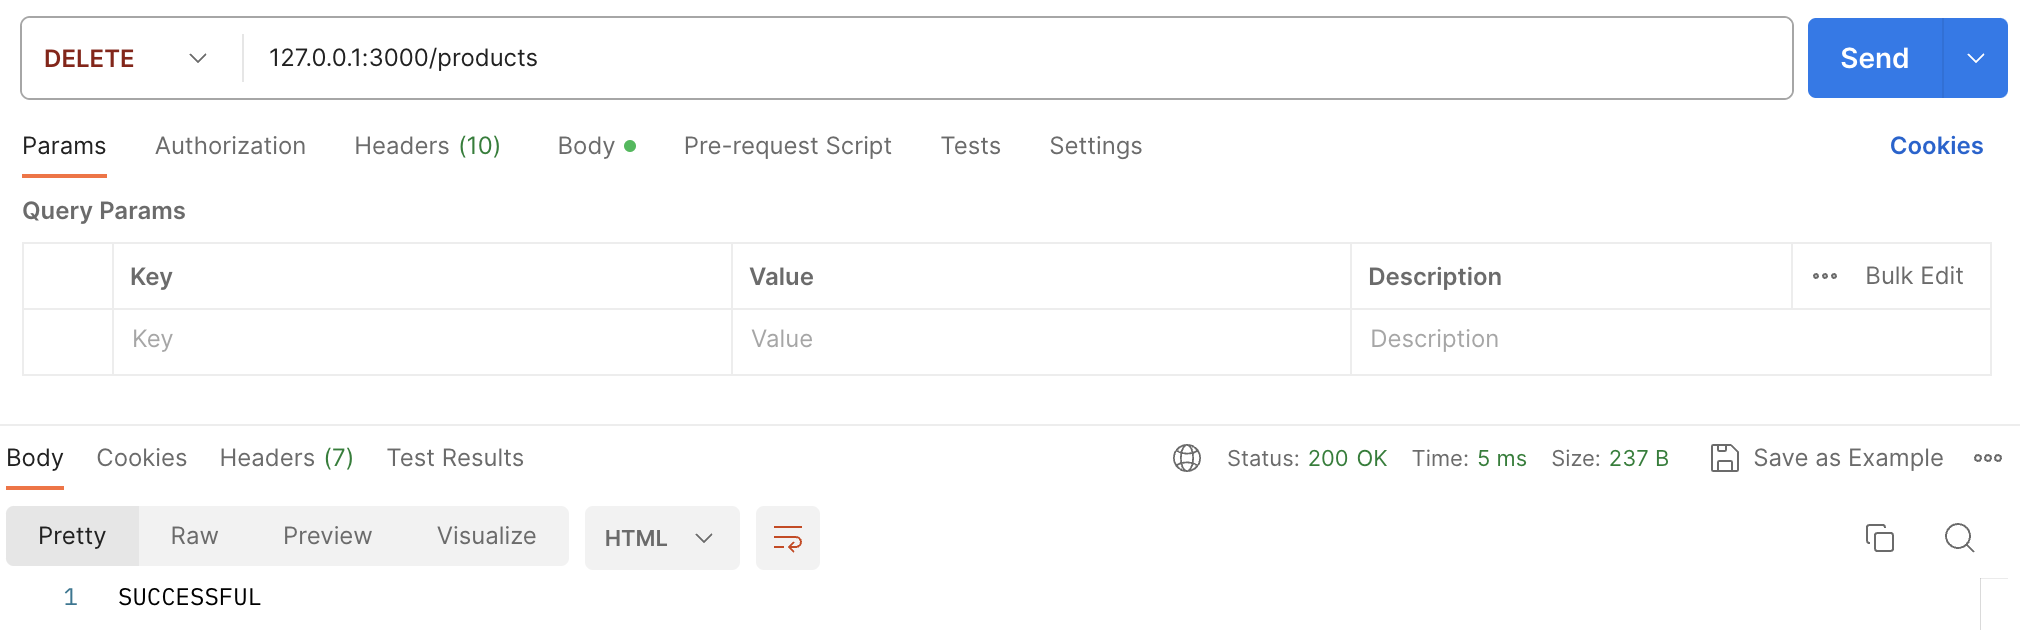 DELETE 127.0.0.1:3000/products Send
Params Authorization Headers (10) Body Pre-request Script Tests Settings Cookies
Query Params
Key Value Description Bulk Edit
Key Value Description
Body Cookies Headers (7) Test Results Status: 200 OK Time: 5 ms Size: 237 B Save as Example
Pretty Raw Preview Visualize HTML
1 SUCCESSFUL